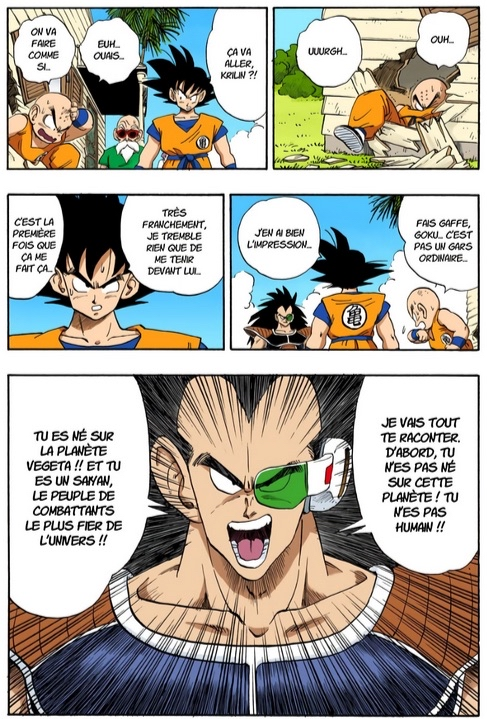 OUH...
UUURGH...
ÇA VA
ALLER,
KRILIN ?!
EUH...
OUAIS...
ON VA
FAIRE
COMME
SI...
FAIS GAFFE,
GOKU... C'EST
PAS UN GARS
ORDINAIRE...
J'EN AI BIEN
L'IMPRESSION...
亀
TRÈS
FRANCHEMENT,
JE TREMBLE
RIEN QUE DE
ME TENIR
DEVANT LUI...
C'EST LA
PREMIÈRE
FOIS QUE
ÇA ME
FAIT ÇA...
JE VAIS TOUT
TE RACONTER.
D'ABORD, TU
N'ES PAS NÉ
SUR CETTE
PLANÈTE ! TU
N'ES PAS
HUMAIN !!
TU ES NÉ SUR
LA PLANÈTE
VEGETA !! ET TU
ES UN SAIYAN,
LE PEUPLE DE
COMBATTANTS
LE PLUS FIER DE
L'UNIVERS !!